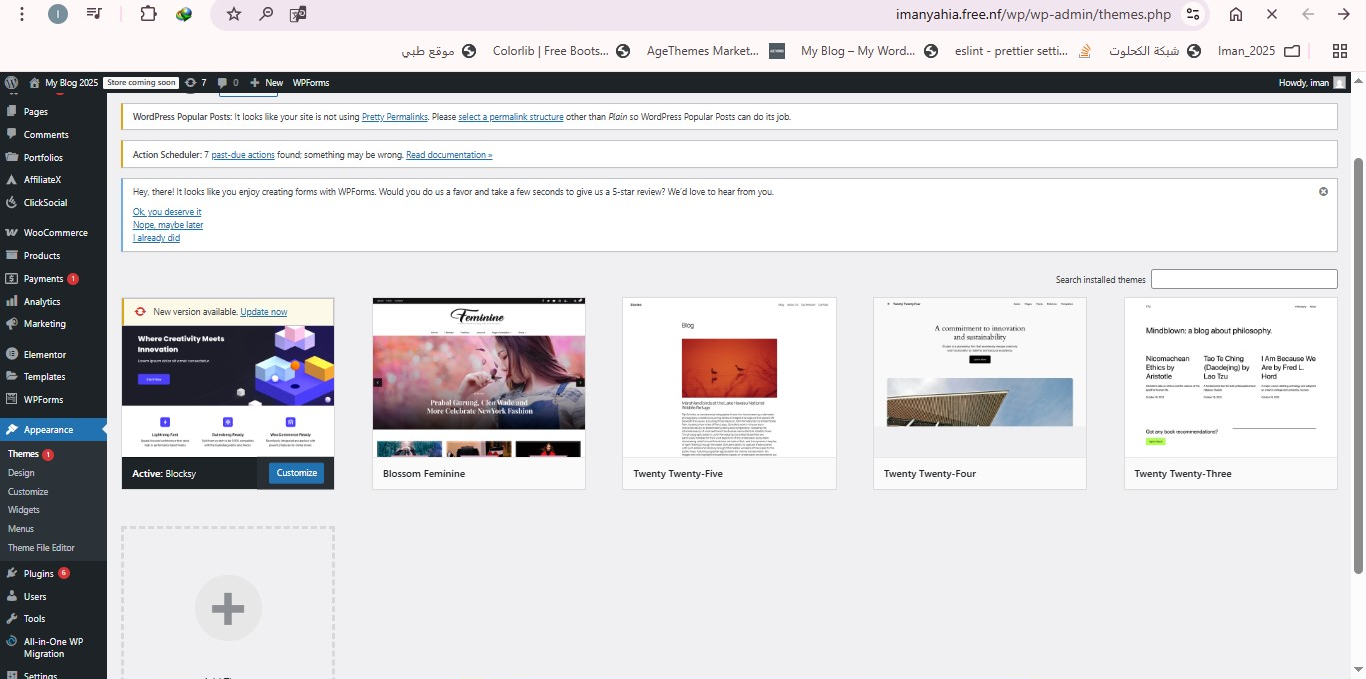 imanyahia.free.nf/wp/wp-admin/themes.php
موقع طبي
Colorlib | Free Boots...
AgeThemes Market...
My Blog – My Word...
eslint - prettier setti...
شبكة الكحلوت
Iman_2025
My Blog 2025
Store coming soon
7
0
New
WPForms
Howdy, iman
Pages
Comments
Portfolios
AffiliateX
ClickSocial
WooCommerce
Products
Payments 1
Analytics
Marketing
Elementor
Templates
WPForms
Appearance
Themes 1
Design
Customize
Widgets
Menus
Theme File Editor
Plugins 6
Users
Tools
All-in-One WP
Migration
Settings
WordPress Popular Posts: It looks like your site is not using Pretty Permalinks. Please select a permalink structure other than Plain so WordPress Popular Posts can do its job.
Action Scheduler: 7 past-due actions found; something may be wrong. Read documentation »
Hey, there! It looks like you enjoy creating forms with WPForms. Would you do us a favor and take a few seconds to give us a 5-star review? We'd love to hear from you.
Ok, you deserve it
Nope, maybe later
I already did
Search installed themes
New version available. Update now
Where Creativity Meets
Innovation
Lightning Fast
Gutenberg Ready
WooCommerce Ready
Active: Blocksy
Customize
Feminine
Prabal Gurung, Cleo Wade and
More Celebrate NewYork Fashion
Blossom Feminine
Blog
Twenty Twenty-Five
Twenty Twenty-Four
A commitment to innovation
and sustainability
Twenty Twenty-Four
Mindblown: a blog about philosophy.
Nicomachean
Ethics by
Aristotle
Tao Te Ching
(Daodejing) by
Lao Tzu
I Am Because We
Are by Fred L.
Hord
Got any book recommendations?
Twenty Twenty-Three